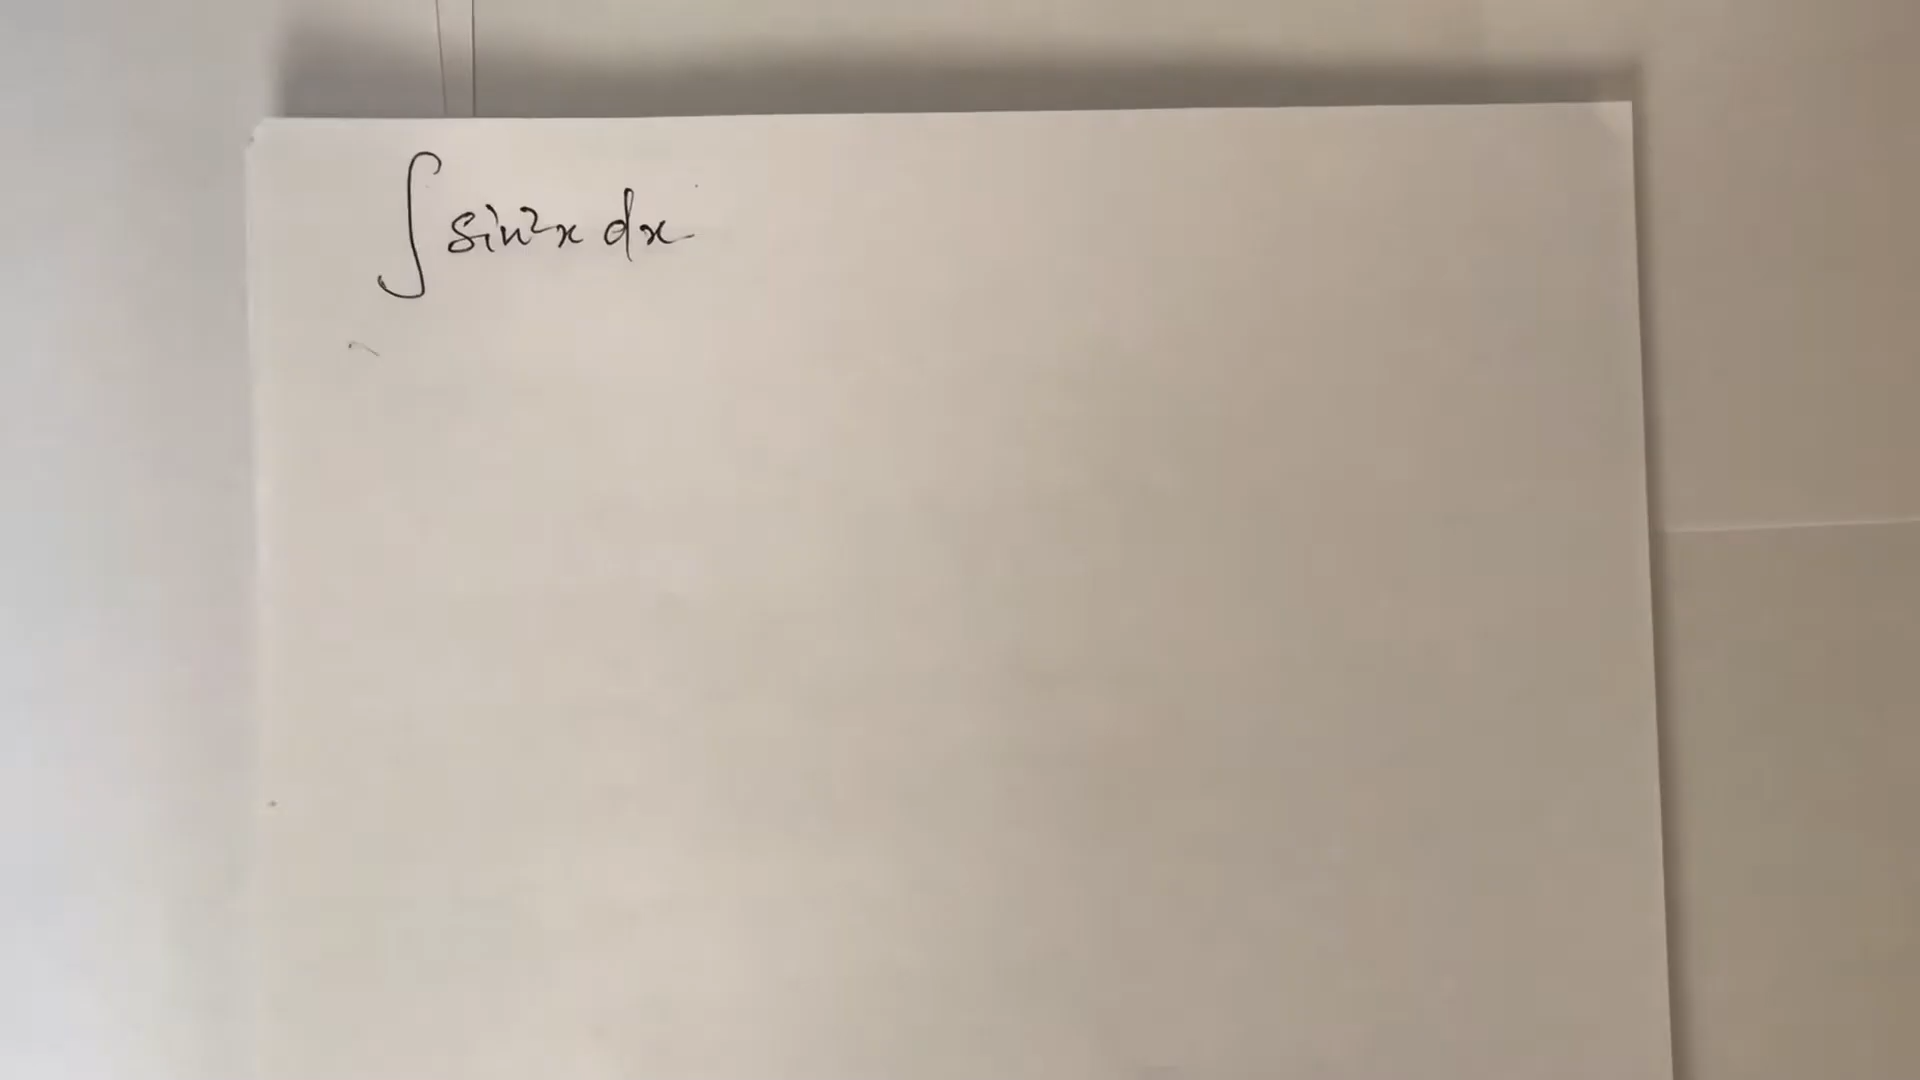 ∫ sin²x dx